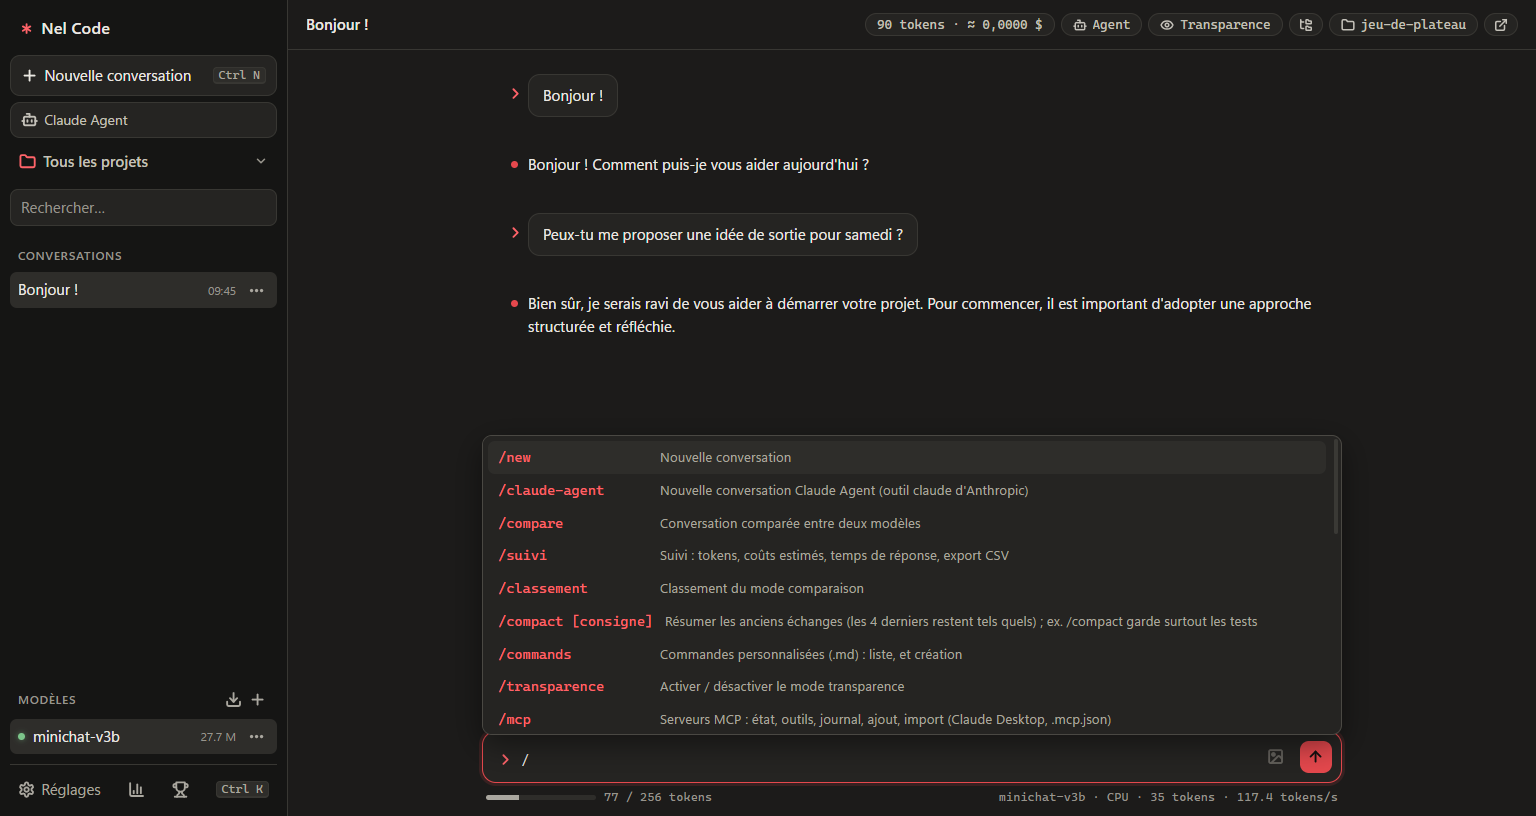 Nel Code
Nouvelle conversation Ctrl N
Claude Agent
Tous les projets
Rechercher...
CONVERSATIONS
Bonjour ! 09:45
MODÈLES
minichat-v3b 27.7 M
Réglages Ctrl K
Bonjour !
90 tokens · ≈ 0,0000 $
Agent
Transparence
jeu-de-plateau
Bonjour !
Bonjour ! Comment puis-je vous aider aujourd'hui ?
Peux-tu me proposer une idée de sortie pour samedi ?
Bien sûr, je serais ravi de vous aider à démarrer votre projet. Pour commencer, il est important d'adopter une approche
structurée et réfléchie.
/new Nouvelle conversation
/claude-agent Nouvelle conversation Claude Agent (outil claude d'Anthropic)
/compare Conversation comparée entre deux modèles
/suivi Suivi : tokens, coûts estimés, temps de réponse, export CSV
/classement Classement du mode comparaison
/compact [consigne] Résumer les anciens échanges (les 4 derniers restent tels quels) ; ex. /compact garde surtout les tests
/commands Commandes personnalisées (.md) : liste, et création
/transparence Activer / désactiver le mode transparence
/mcp Serveurs MCP : état, outils, journal, ajout, import (Claude Desktop, .mcp.json)
/
77 / 256 tokens
minichat-v3b · CPU · 35 tokens · 117.4 tokens/s